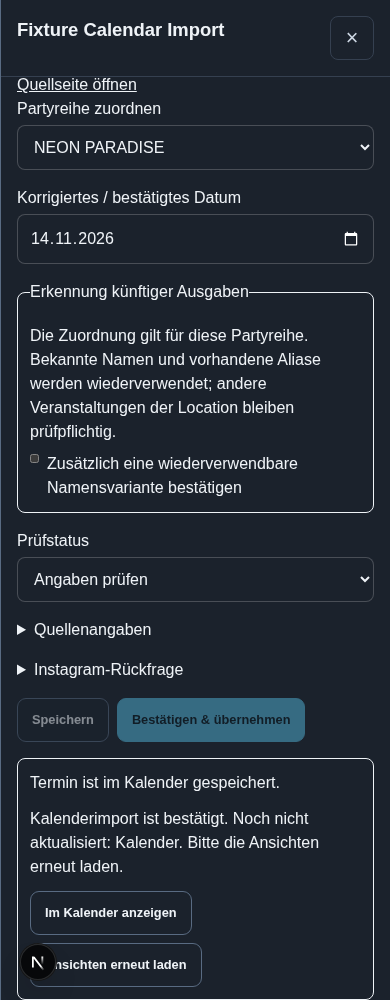 Fixture Calendar Import
×
Quellseite öffnen
Partyreihe zuordnen
NEON PARADISE
Korrigiertes / bestätigtes Datum
14.11.2026
Erkennung künftiger Ausgaben
Die Zuordnung gilt für diese Partyreihe.
Bekannte Namen und vorhandene Aliase
werden wiederverwendet; andere
Veranstaltungen der Location bleiben
prüfpflichtig.
Zusätzlich eine wiederverwendbare
Namensvariante bestätigen
Prüfstatus
Angaben prüfen
Quellenangaben
Instagram-Rückfrage
Speichern
Bestätigen & übernehmen
Termin ist im Kalender gespeichert.
Kalenderimport ist bestätigt. Noch nicht
aktualisiert: Kalender. Bitte die Ansichten
erneut laden.
Im Kalender anzeigen
N
nsichten erneut laden